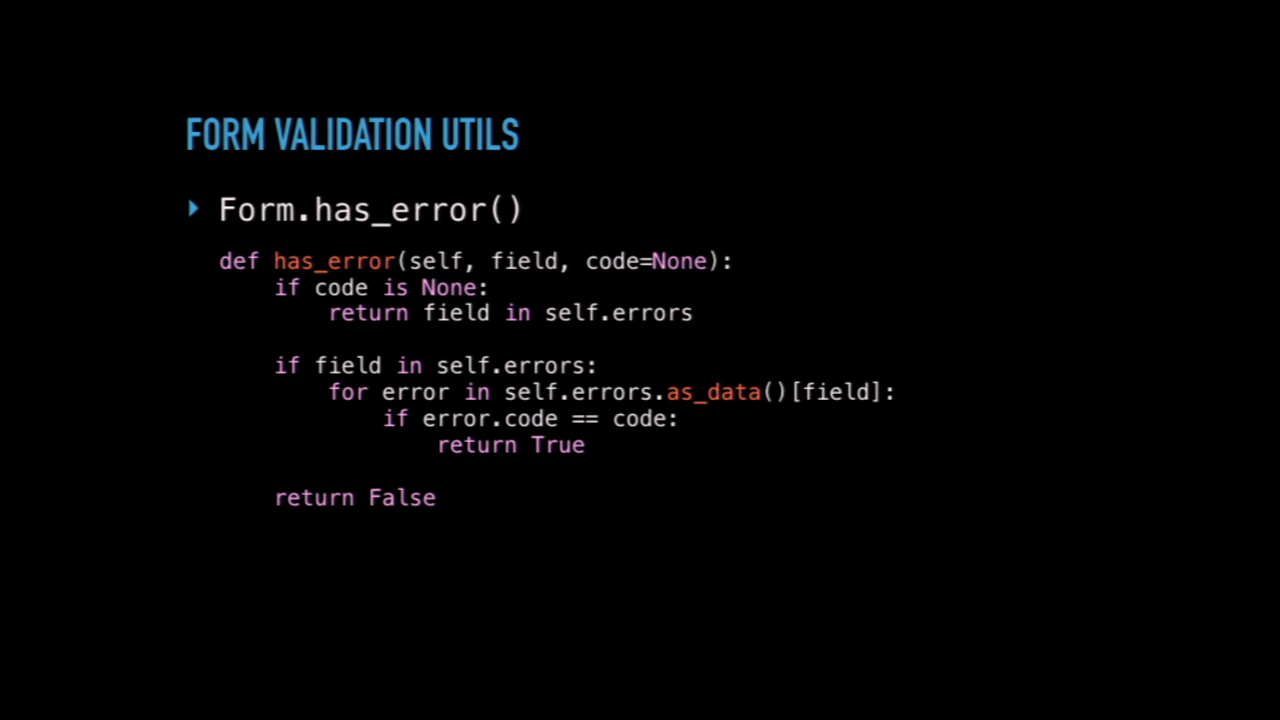 FORM VALIDATION UTILS
‣ Form.has_error()
def has_error(self, field, code=None):
    if code is None:
        return field in self.errors

    if field in self.errors:
        for error in self.errors.as_data()[field]:
            if error.code == code:
                return True

    return False